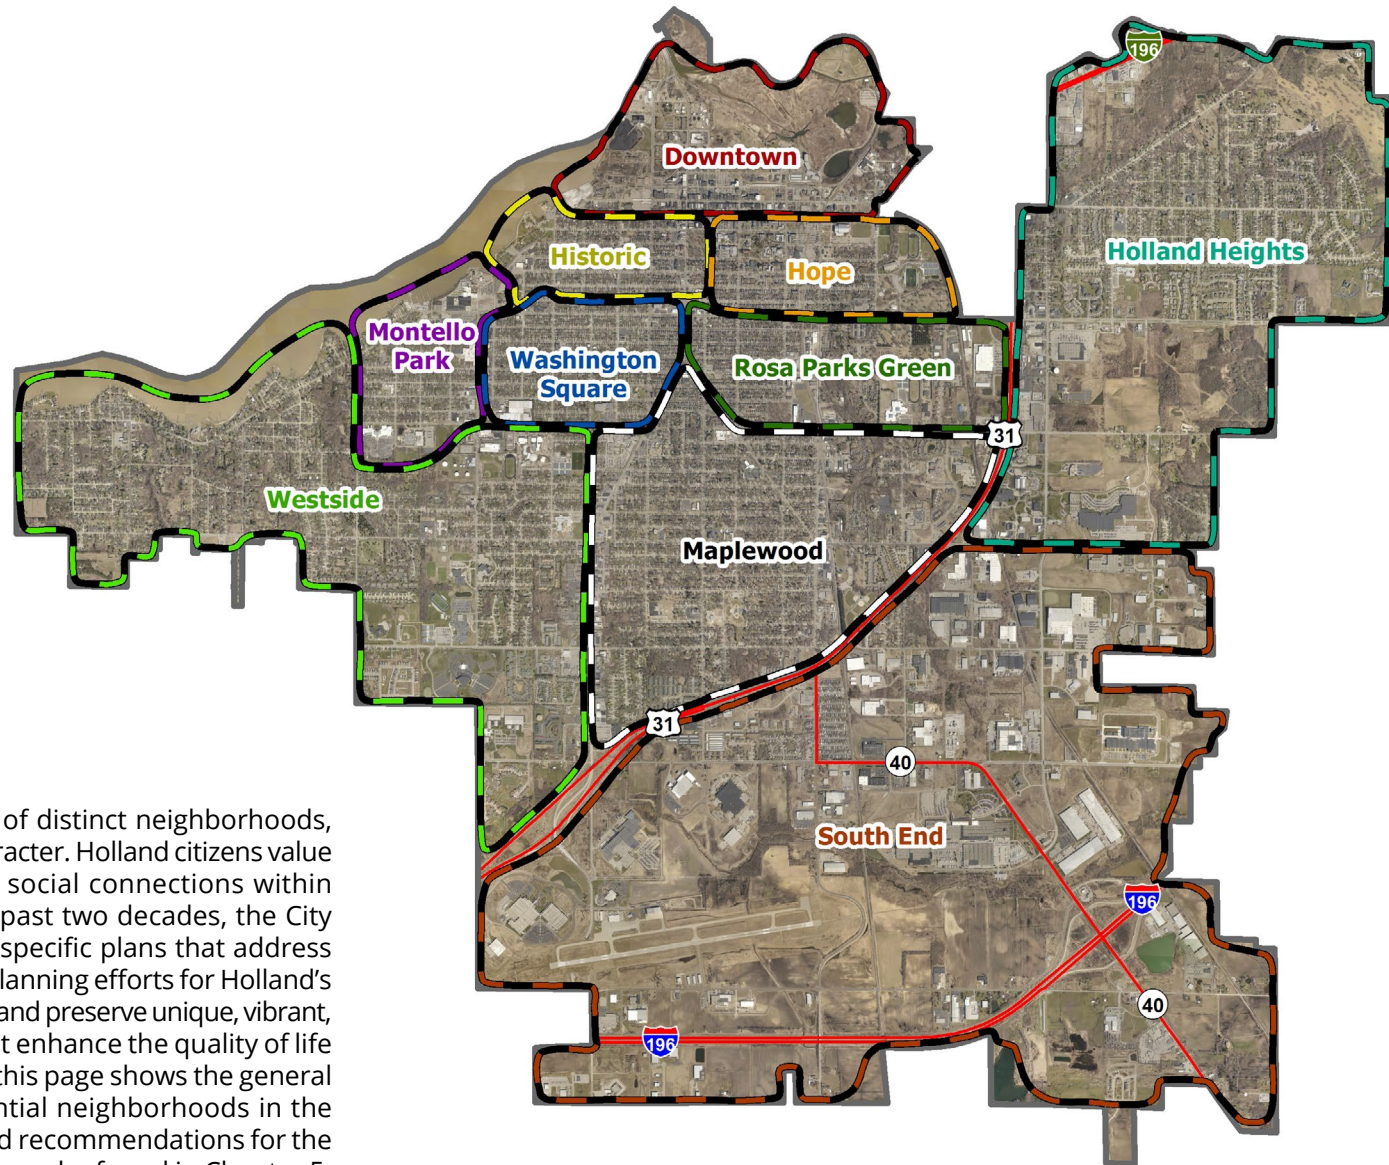 196
Downtown
Historic
Hope
Holland Heights
Montello
Park
Washington
Square
Rosa Parks Green
31
Westside
Maplewood
31
40
South End
196
40
196
of distinct neighborhoods,
racter. Holland citizens value
social connections within
past two decades, the City
specific plans that address
lanning efforts for Holland’s
and preserve unique, vibrant,
t enhance the quality of life
this page shows the general
ntial neighborhoods in the
d recommendations for the